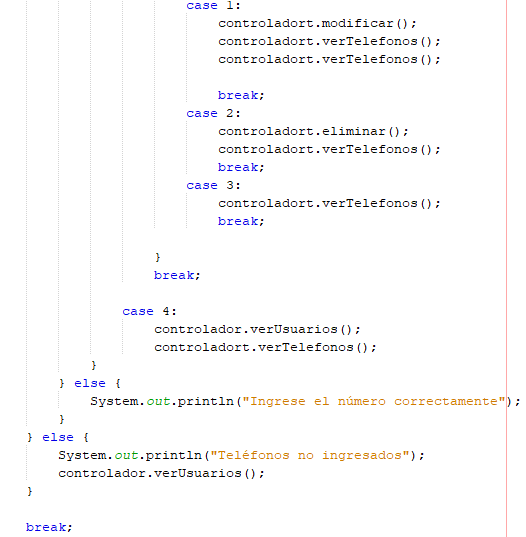 case 1:
controladort.modificar();
controladort.verTelefonos();
controladort.verTelefonos();
break;
case 2:
controladort.eliminar();
controladort.verTelefonos();
break;
case 3:
controladort.verTelefonos();
break;
}
break;
case 4:
controlador.verUsuarios();
controladort.verTelefonos();
}
} else {
System.out.println("Ingrese el número correctamente");
}
} else {
System.out.println("Teléfonos no ingresados");
controlador.verUsuarios();
}
break;